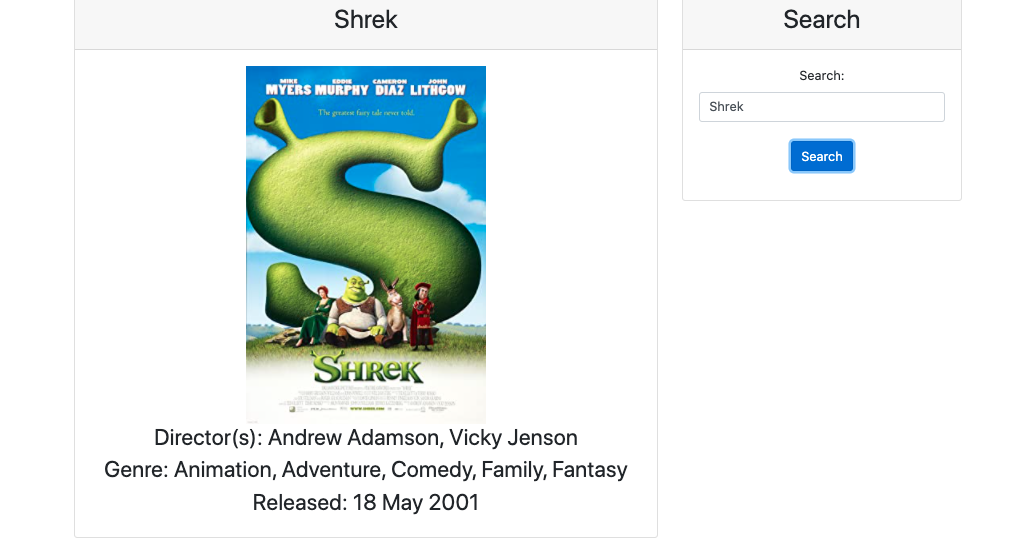 Shrek
MIKE EDDIE CAMERON JOHN
MYERS MURPHY DIAZ LITHGOW
The greatest fairy tale never told.
SHREK
Director(s): Andrew Adamson, Vicky Jenson
Genre: Animation, Adventure, Comedy, Family, Fantasy
Released: 18 May 2001
Search
Search:
Shrek
Search